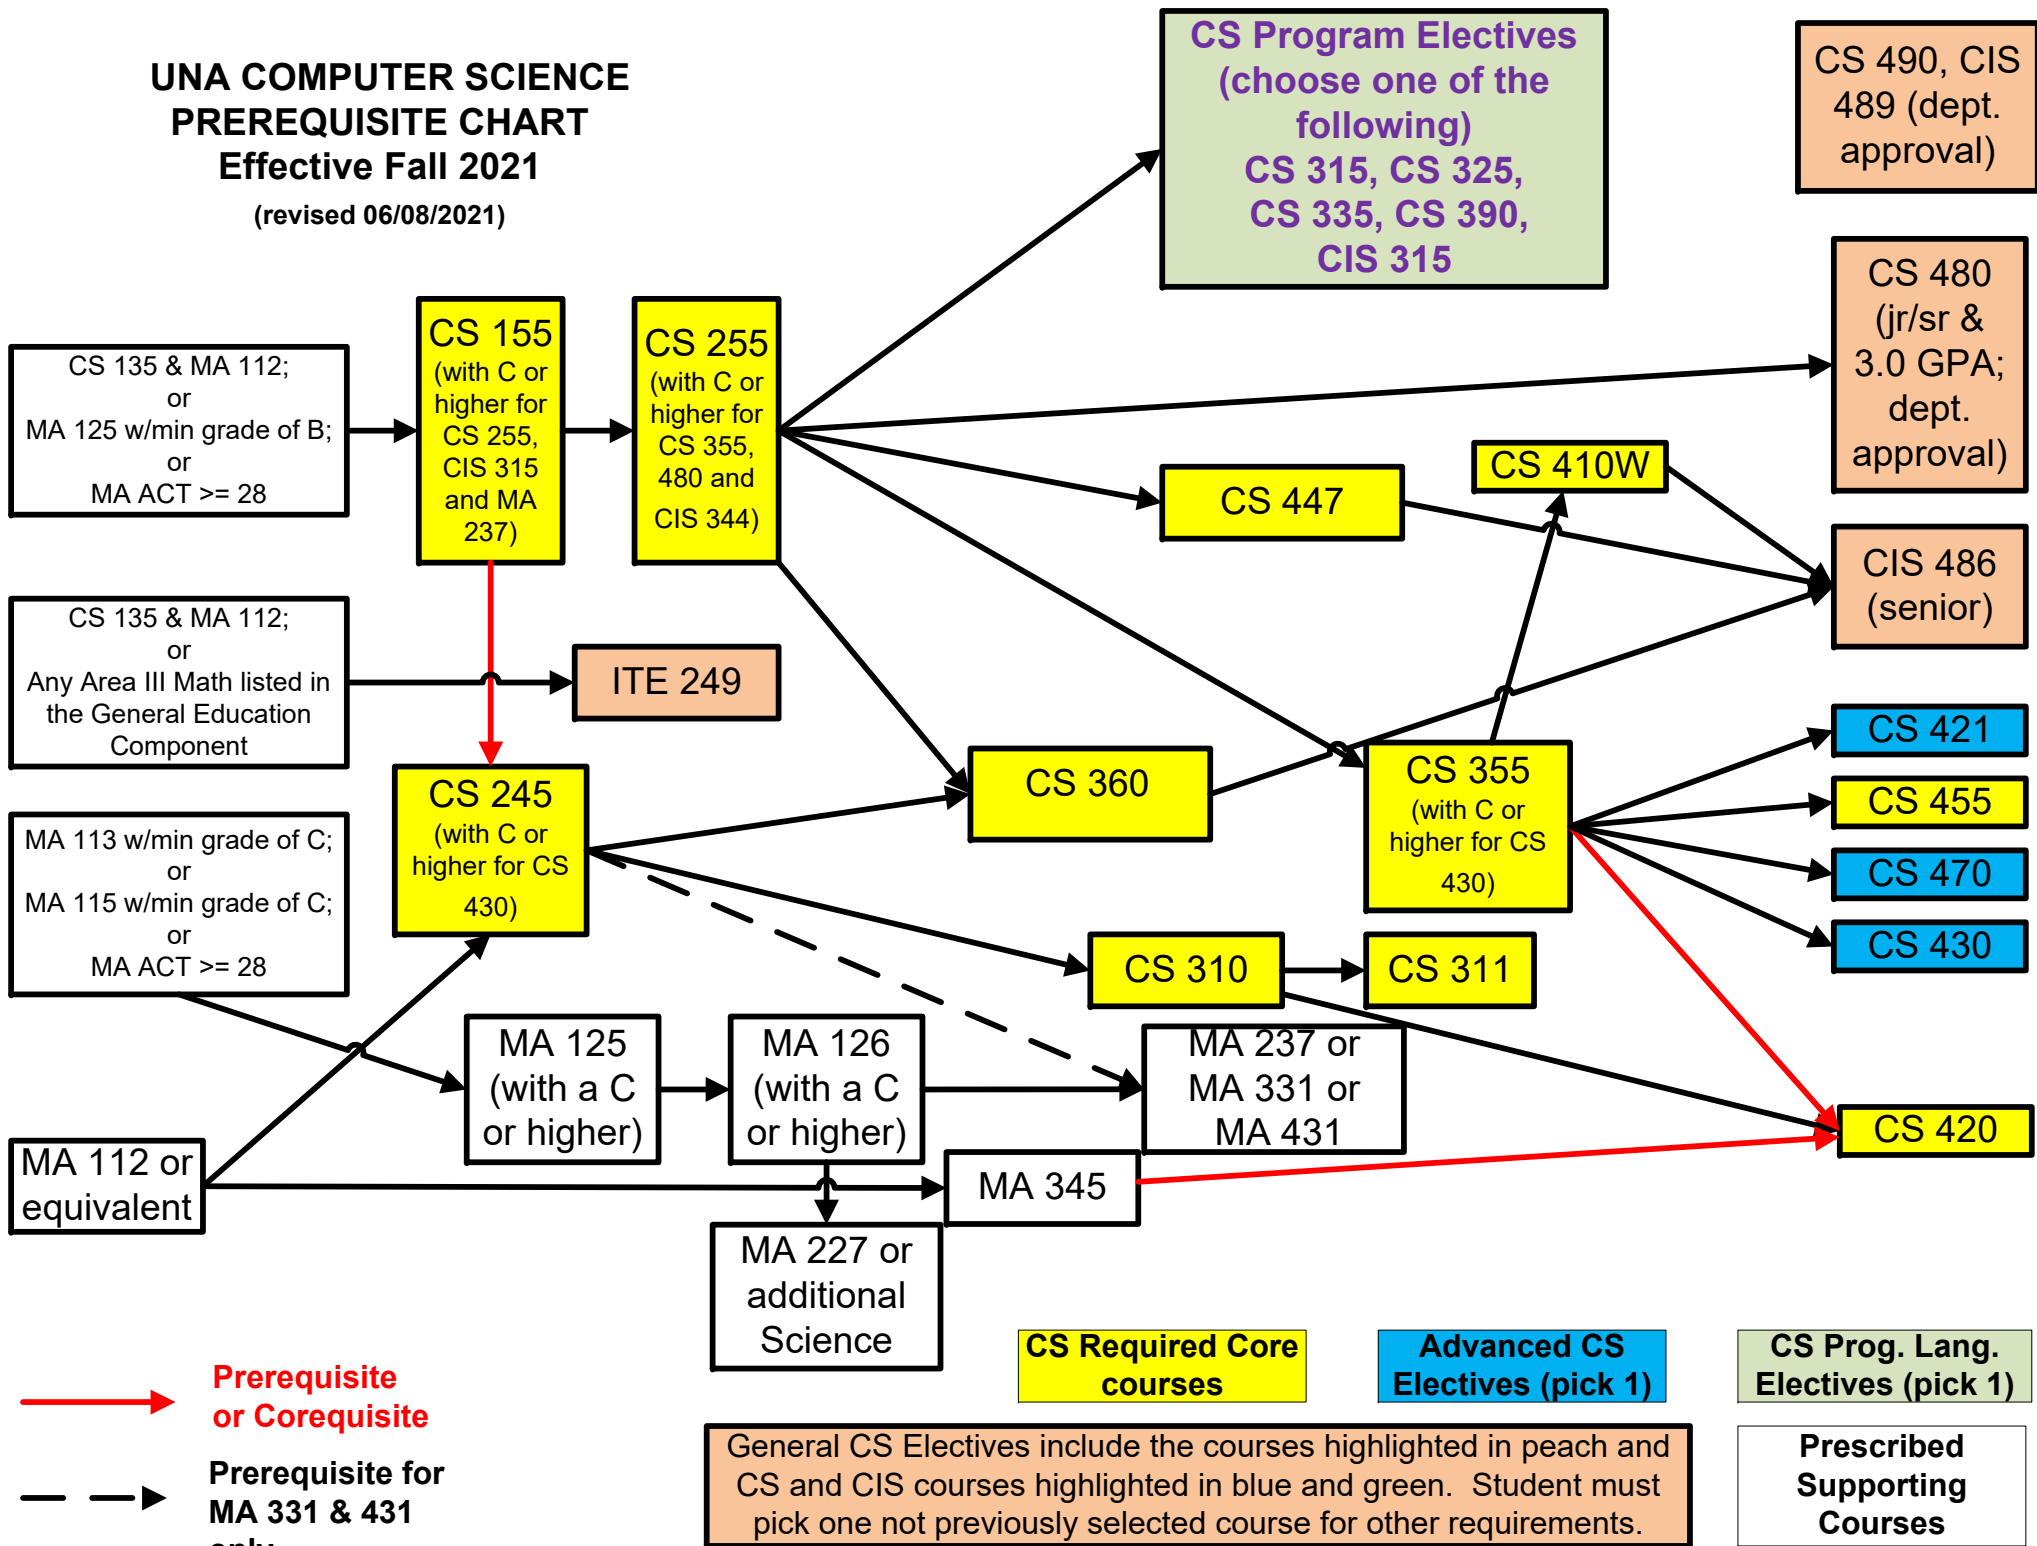 UNA COMPUTER SCIENCE
PREREQUISITE CHART
Effective Fall 2021
(revised 06/08/2021)
CS Program Electives
(choose one of the
following)
CS 315, CS 325,
CS 335, CS 390,
CIS 315
CS 490, CIS
489 (dept.
approval)
CS 480
(jr/sr &
3.0 GPA;
dept.
approval)
CS 135 & MA 112;
or
MA 125 w/min grade of B;
or
MA ACT >= 28
CS 155
(with C or
higher for
CS 255,
CIS 315
and MA
237)
CS 255
(with C or
higher for
CS 355,
480 and
CIS 344)
CS 410W
CS 447
CIS 486
(senior)
CS 135 & MA 112;
or
Any Area III Math listed in
the General Education
Component
ITE 249
CS 245
(with C or
higher for CS
430)
CS 360
CS 355
(with C or
higher for CS
430)
CS 421
CS 455
CS 470
CS 430
MA 113 w/min grade of C;
or
MA 115 w/min grade of C;
or
MA ACT >= 28
CS 310
CS 311
MA 125
(with a C
or higher)
MA 126
(with a C
or higher)
MA 237 or
MA 331 or
MA 431
CS 420
MA 112 or
equivalent
MA 345
MA 227 or
additional
Science
CS Required Core
courses
Advanced CS
Electives (pick 1)
CS Prog. Lang.
Electives (pick 1)
Prerequisite
or Corequisite
Prerequisite for
MA 331 & 431
only
General CS Electives include the courses highlighted in peach and
CS and CIS courses highlighted in blue and green. Student must
pick one not previously selected course for other requirements.
Prescribed
Supporting
Courses